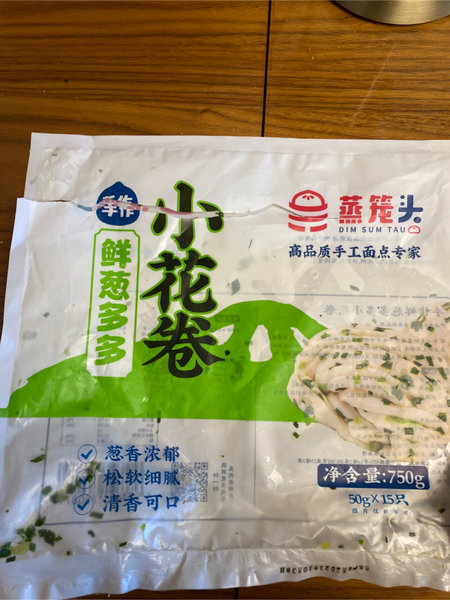 手作
鲜葱多多
小花卷
蒸笼头
DIM SUM TAU
高品质手工面点专家
葱香浓郁
松软细腻
清香可口
净含量:750g
50g×15只